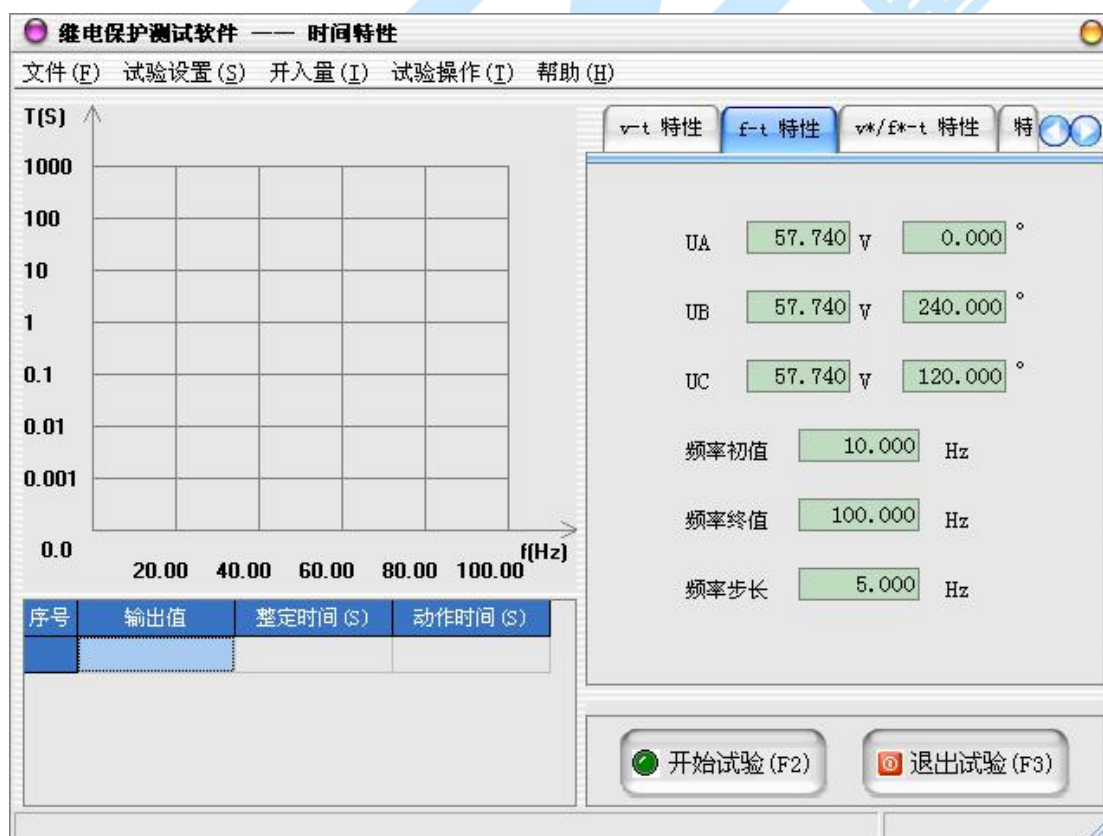 继电保护测试软件 —— 时间特性
文件(F) 试验设置(S) 开入量(I) 试验操作(T) 帮助(H)
T(S)
1000
100
10
1
0.1
0.01
0.001
0.0
20.00 40.00 60.00 80.00 100.00
f(Hz)
序号 输出值 整定时间(S) 动作时间(S)
v-t 特性 f-t 特性 v*/f*-t 特性 特
UA 57.740 V 0.000 °
UB 57.740 V 240.000 °
UC 57.740 V 120.000 °
频率初值 10.000 Hz
频率终值 100.000 Hz
频率步长 5.000 Hz
开始试验(F2) 退出试验(F3)